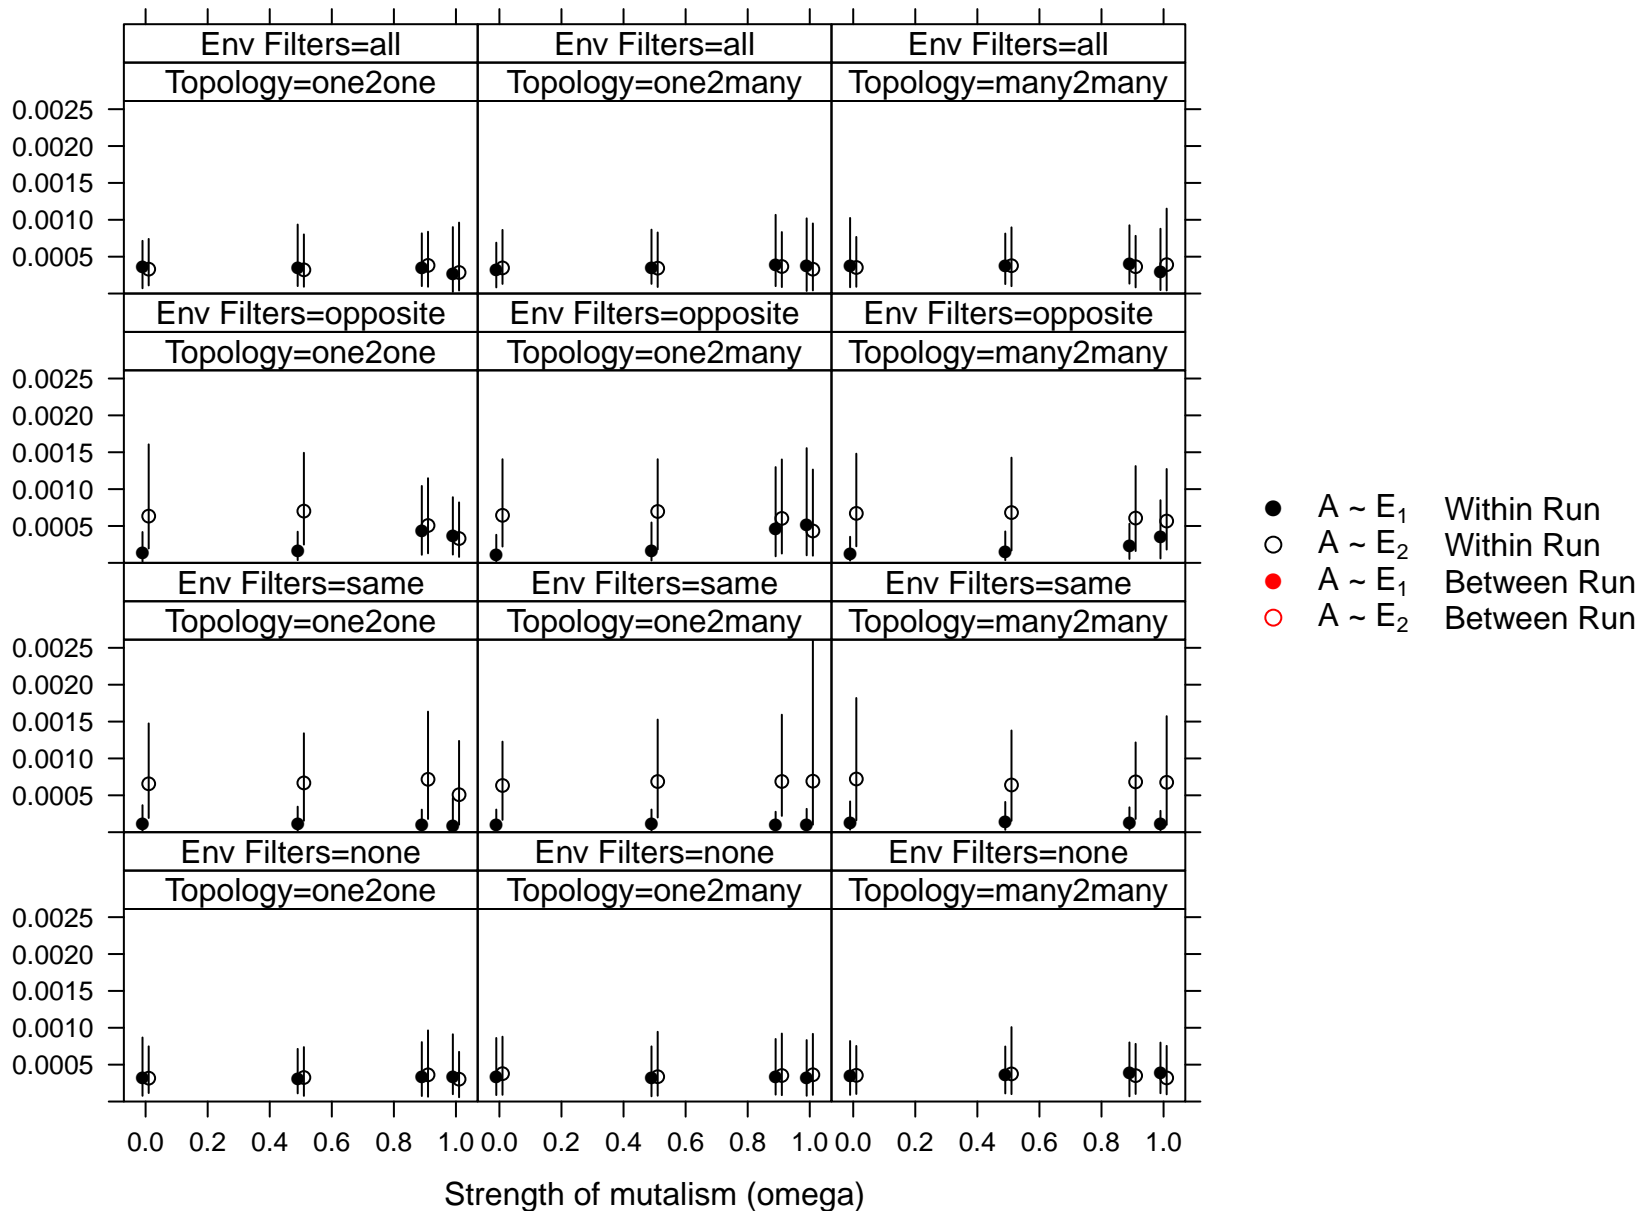 Env Filters=all Env Filters=all Env Filters=all
Topology=one2one Topology=one2many Topology=many2many
0.0025
0.0020
0.0015
0.0010
0.0005
Env Filters=opposite Env Filters=opposite Env Filters=opposite
Topology=one2one Topology=one2many Topology=many2many
0.0025
0.0020
0.0015
0.0010
0.0005
Env Filters=same Env Filters=same Env Filters=same
Topology=one2one Topology=one2many Topology=many2many
0.0025
0.0020
0.0015
0.0010
0.0005
Env Filters=none Env Filters=none Env Filters=none
Topology=one2one Topology=one2many Topology=many2many
0.0025
0.0020
0.0015
0.0010
0.0005
0.0 0.2 0.4 0.6 0.8 1.0 0.0 0.2 0.4 0.6 0.8 1.0 0.0 0.2 0.4 0.6 0.8 1.0
Strength of mutalism (omega)
A ~ E₁ Within Run
A ~ E₂ Within Run
A ~ E₁ Between Run
A ~ E₂ Between Run